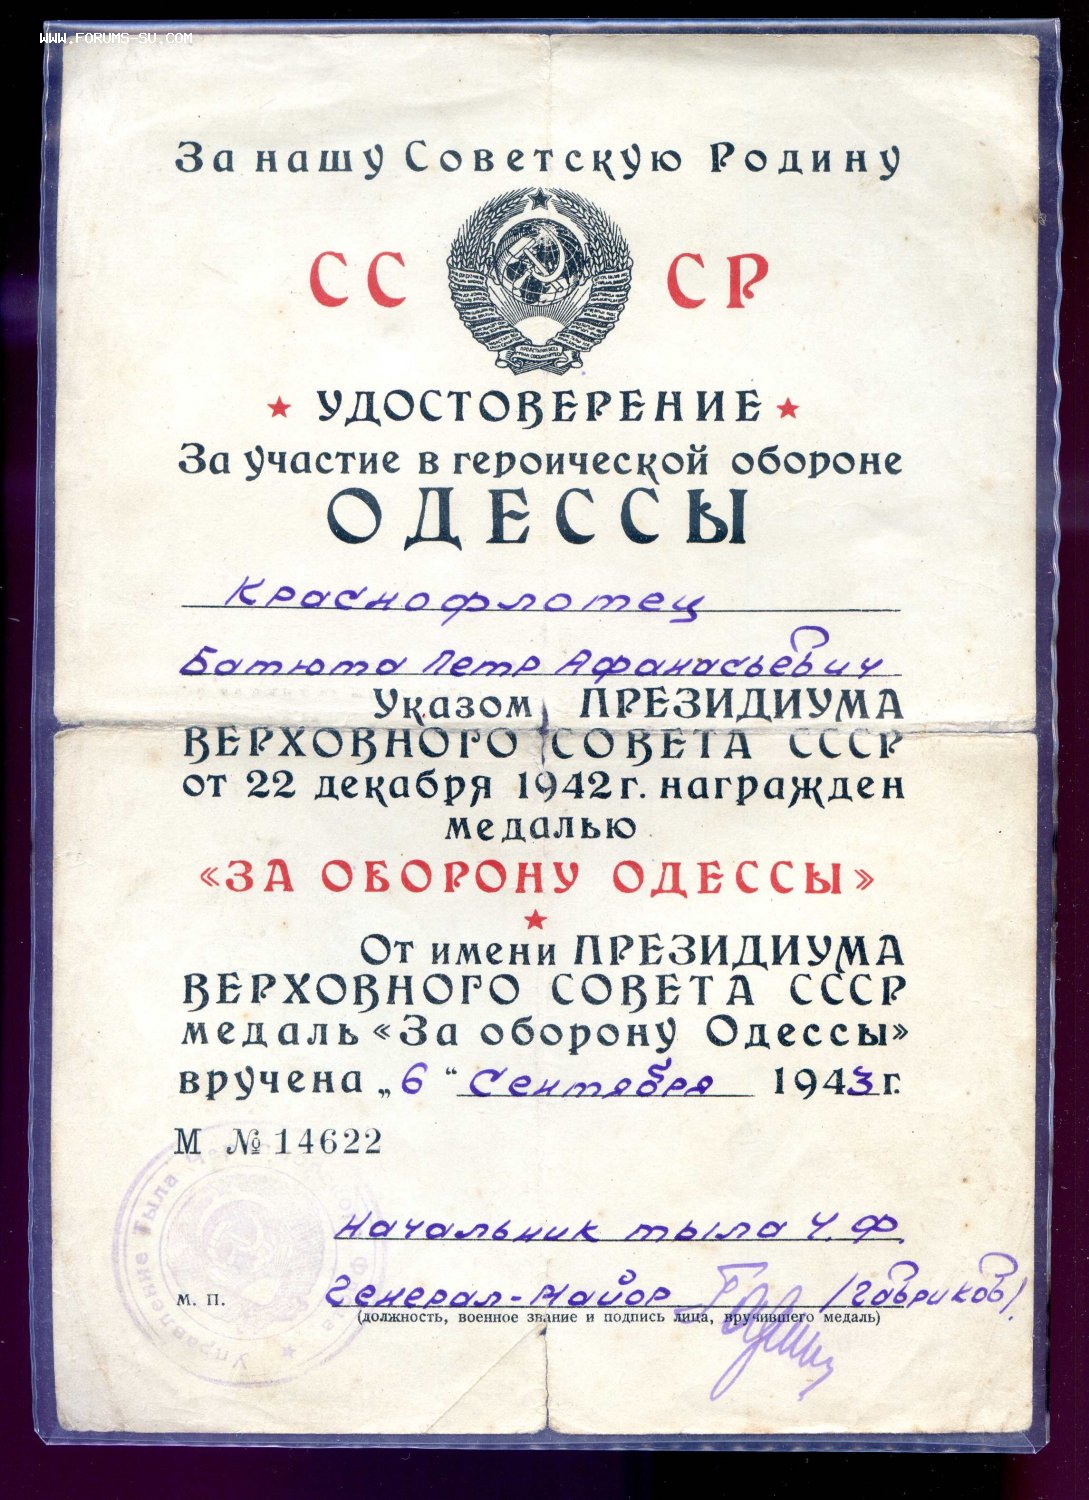 WWW.FORUMS-SU.COM
За нашу Советскую Родину
СС СР
УДОСТОВЕРЕНИЕ
За участие в героической обороне
ОДЕССЫ
Краснофлотец
Батюта Петр Афанасьевич
Указом ПРЕЗИДИУМА
ВЕРХОВНОГО СОВЕТА СССР
от 22 декабря 1942 г. награжден
медалью
«ЗА ОБОРОНУ ОДЕССЫ»
От имени ПРЕЗИДИУМА
ВЕРХОВНОГО СОВЕТА СССР
медаль «За оборону Одессы»
вручена „6“ Сентября 1943 г.
М № 14622
Управление Тыла
Начальник тыла Ч.Ф.
М. П.
Генерал-Майор (Гавриков).
(должность, военное звание и подпись лица, вручившего медаль)